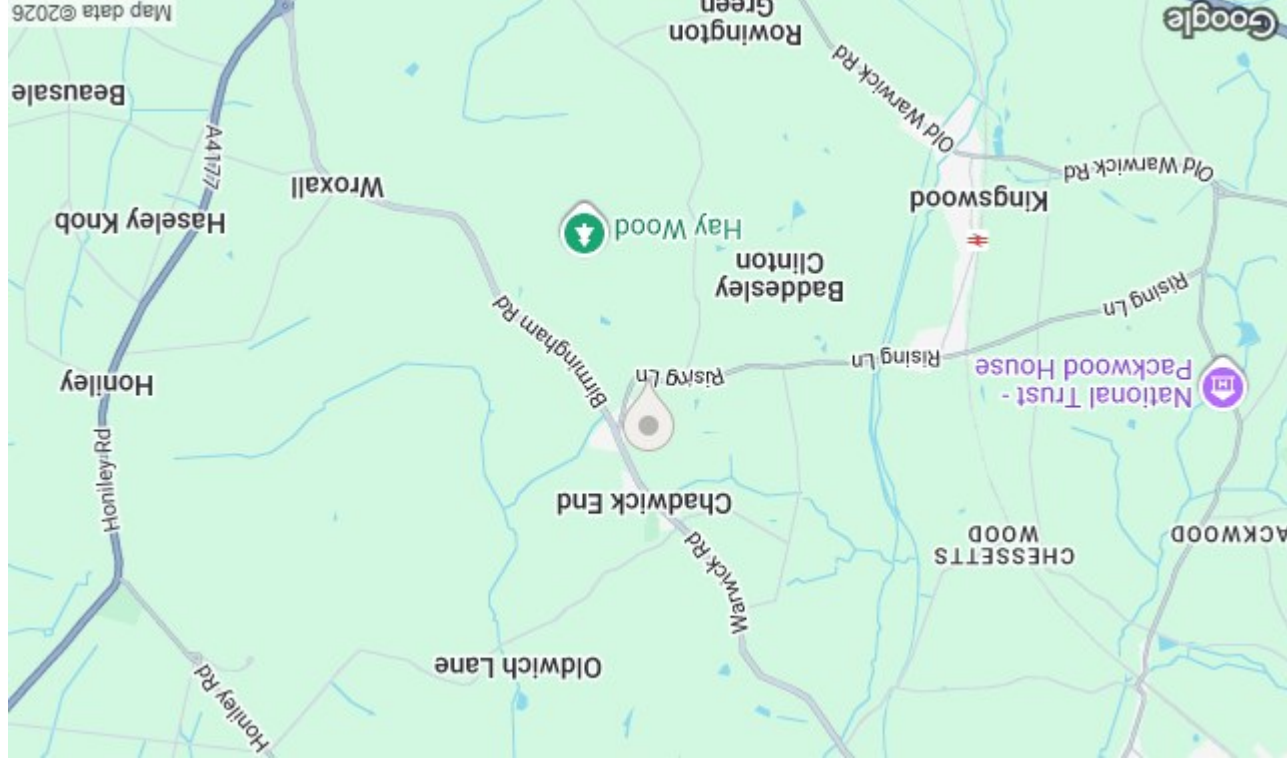 Oldwich Lane
Honiley Rd
Warwick Rd
ACKWOOD
CHESSETTS
WOOD
Chadwick End
Honiley Rd
National Trust -
Packwood House
Rising Ln
Rising Ln
Honiley
Birmingham Rd
Rising Ln
Baddesley
Clinton
Hay Wood
Haseley Knob
Kingswood
Wroxall
Old Warwick Rd
A4177
Old Warwick Rd
Beausale
Rowington
Green
Google
Map data ©2026